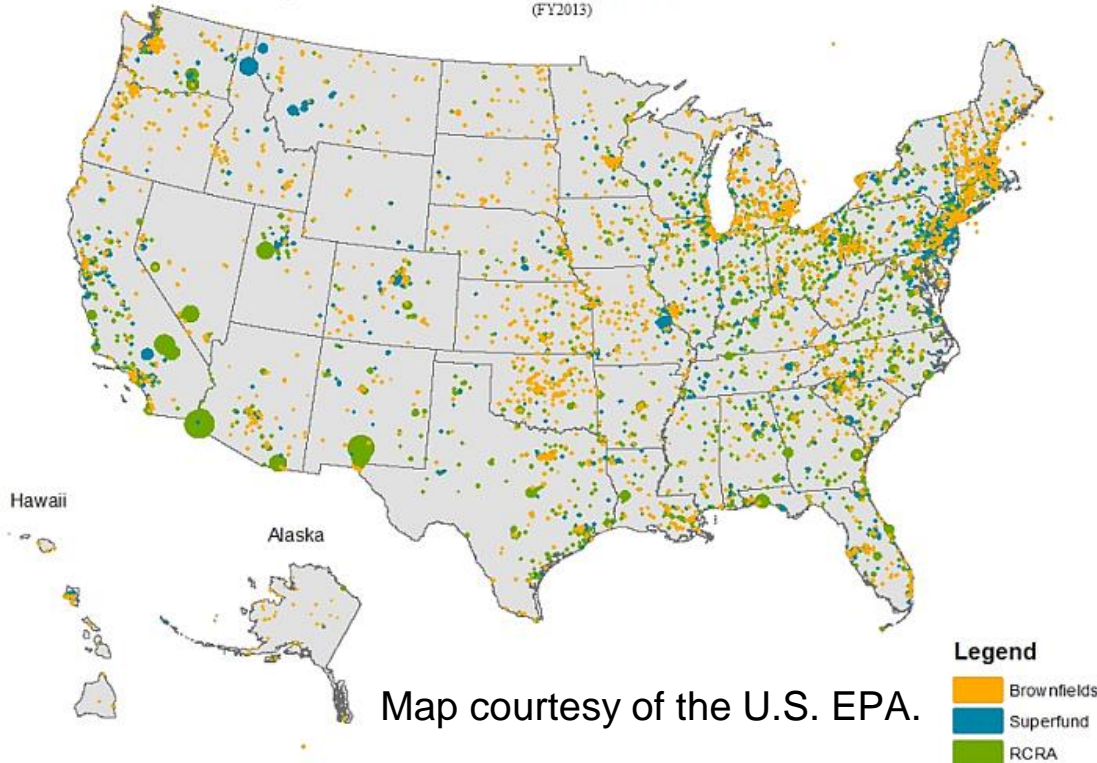 (FY2013)
Hawaii
Alaska
Map courtesy of the U.S. EPA.
Legend
Brownfields
Superfund
RCRA